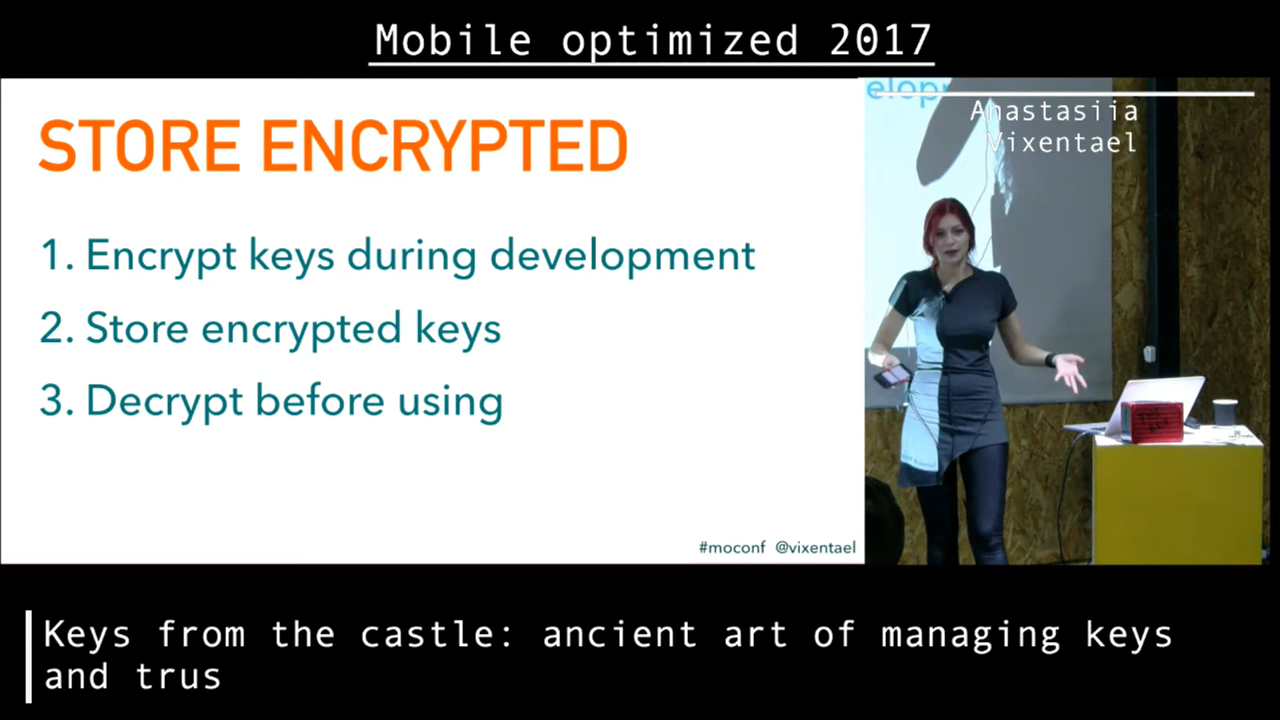 Mobile optimized 2017
STORE ENCRYPTED
1. Encrypt keys during development
2. Store encrypted keys
3. Decrypt before using
#moconf @vixentael
elop
Anastasiia
Vixentael
Keys from the castle: ancient art of managing keys
and trus